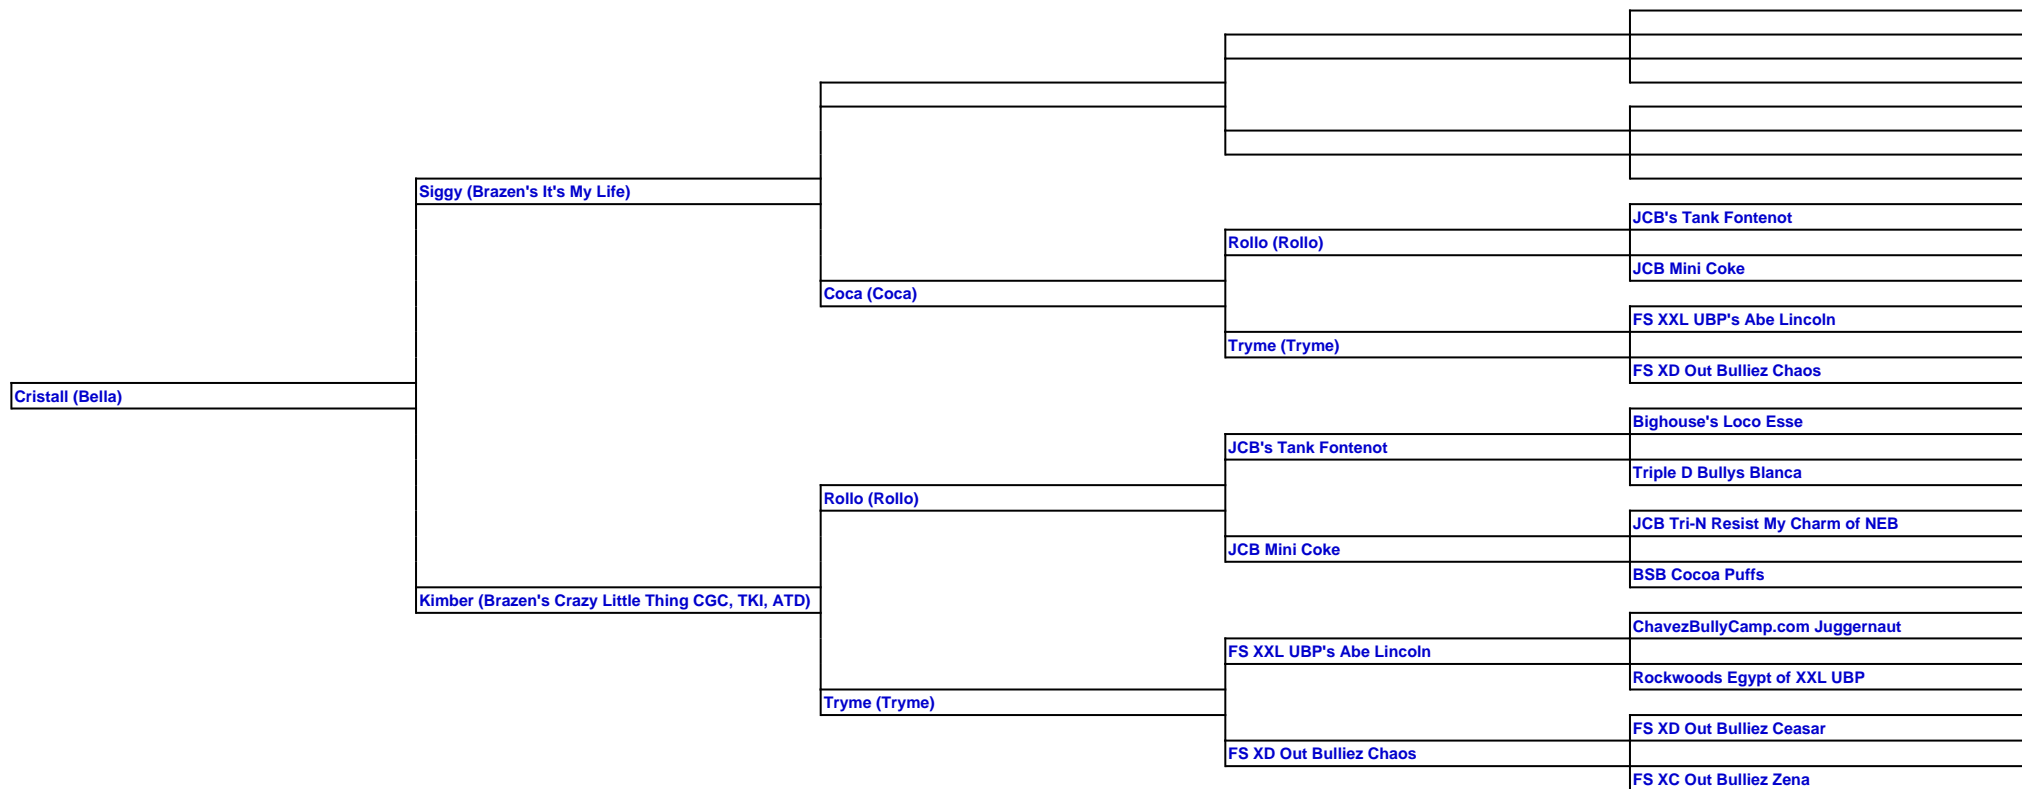 Siggy (Brazen's It's My Life)
JCB's Tank Fontenot
Rollo (Rollo)
JCB Mini Coke
Coca (Coca)
FS XXL UBP's Abe Lincoln
Tryme (Tryme)
FS XD Out Bulliez Chaos
Cristall (Bella)
Bighouse's Loco Esse
JCB's Tank Fontenot
Triple D Bullys Blanca
Rollo (Rollo)
JCB Tri-N Resist My Charm of NEB
JCB Mini Coke
BSB Cocoa Puffs
Kimber (Brazen's Crazy Little Thing CGC, TKI, ATD)
ChavezBullyCamp.com Juggernaut
FS XXL UBP's Abe Lincoln
Rockwoods Egypt of XXL UBP
Tryme (Tryme)
FS XD Out Bulliez Ceasar
FS XD Out Bulliez Chaos
FS XC Out Bulliez Zena